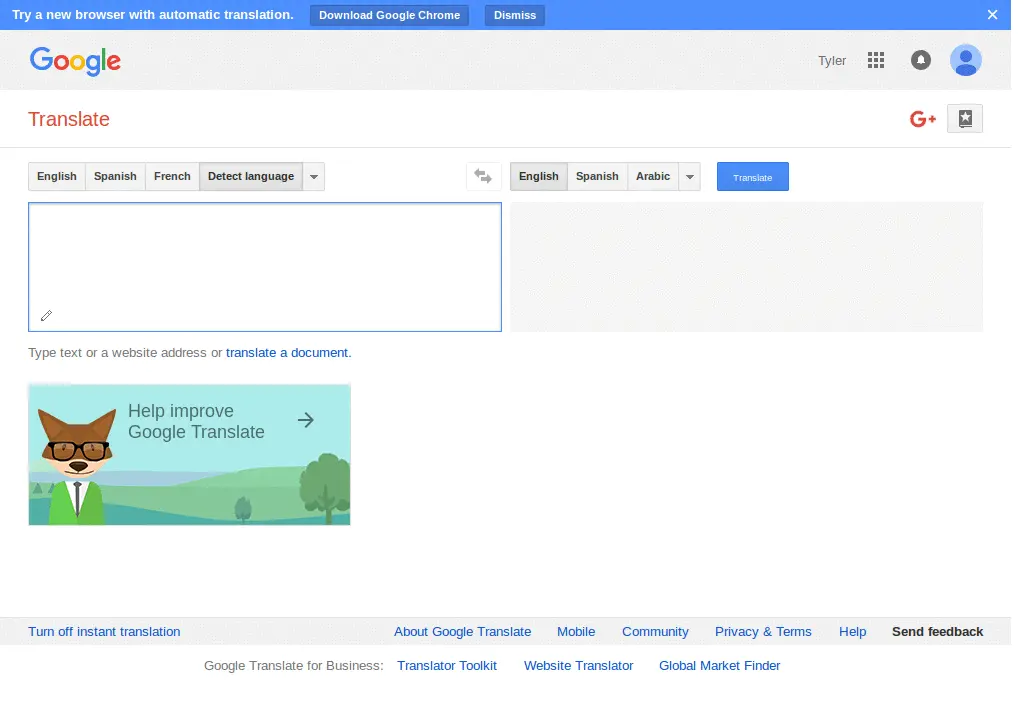 Try a new browser with automatic translation. Download Google Chrome Dismiss
Google Tyler
Translate G+
English Spanish French Detect language English Spanish Arabic Translate
Type text or a website address or translate a document.
Help improve
Google Translate
Turn off instant translation About Google Translate Mobile Community Privacy & Terms Help Send feedback
Google Translate for Business: Translator Toolkit Website Translator Global Market Finder